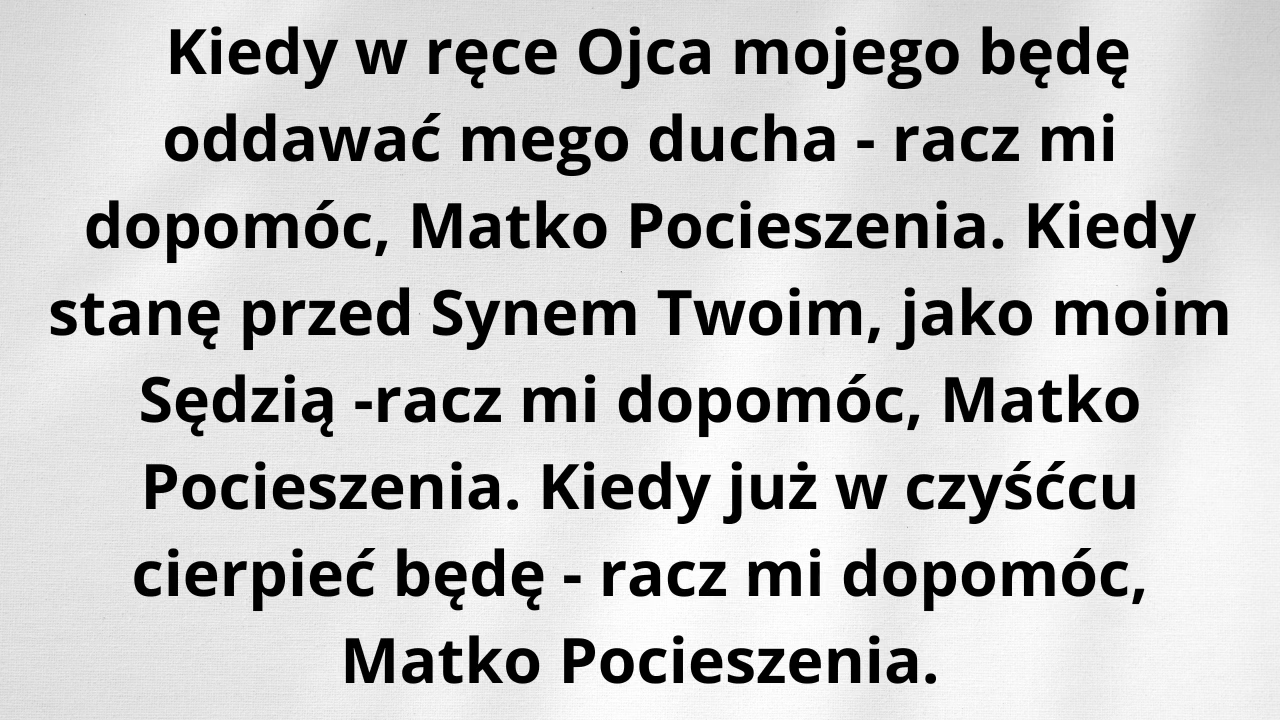 Kiedy w ręce Ojca mojego będę
oddawać mego ducha - racz mi
dopomóc, Matko Pocieszenia. Kiedy
stanę przed Synem Twoim, jako moim
Sędzią -racz mi dopomóc, Matko
Pocieszenia. Kiedy już w czyśćcu
cierpieć będę - racz mi dopomóc,
Matko Pocieszenia.